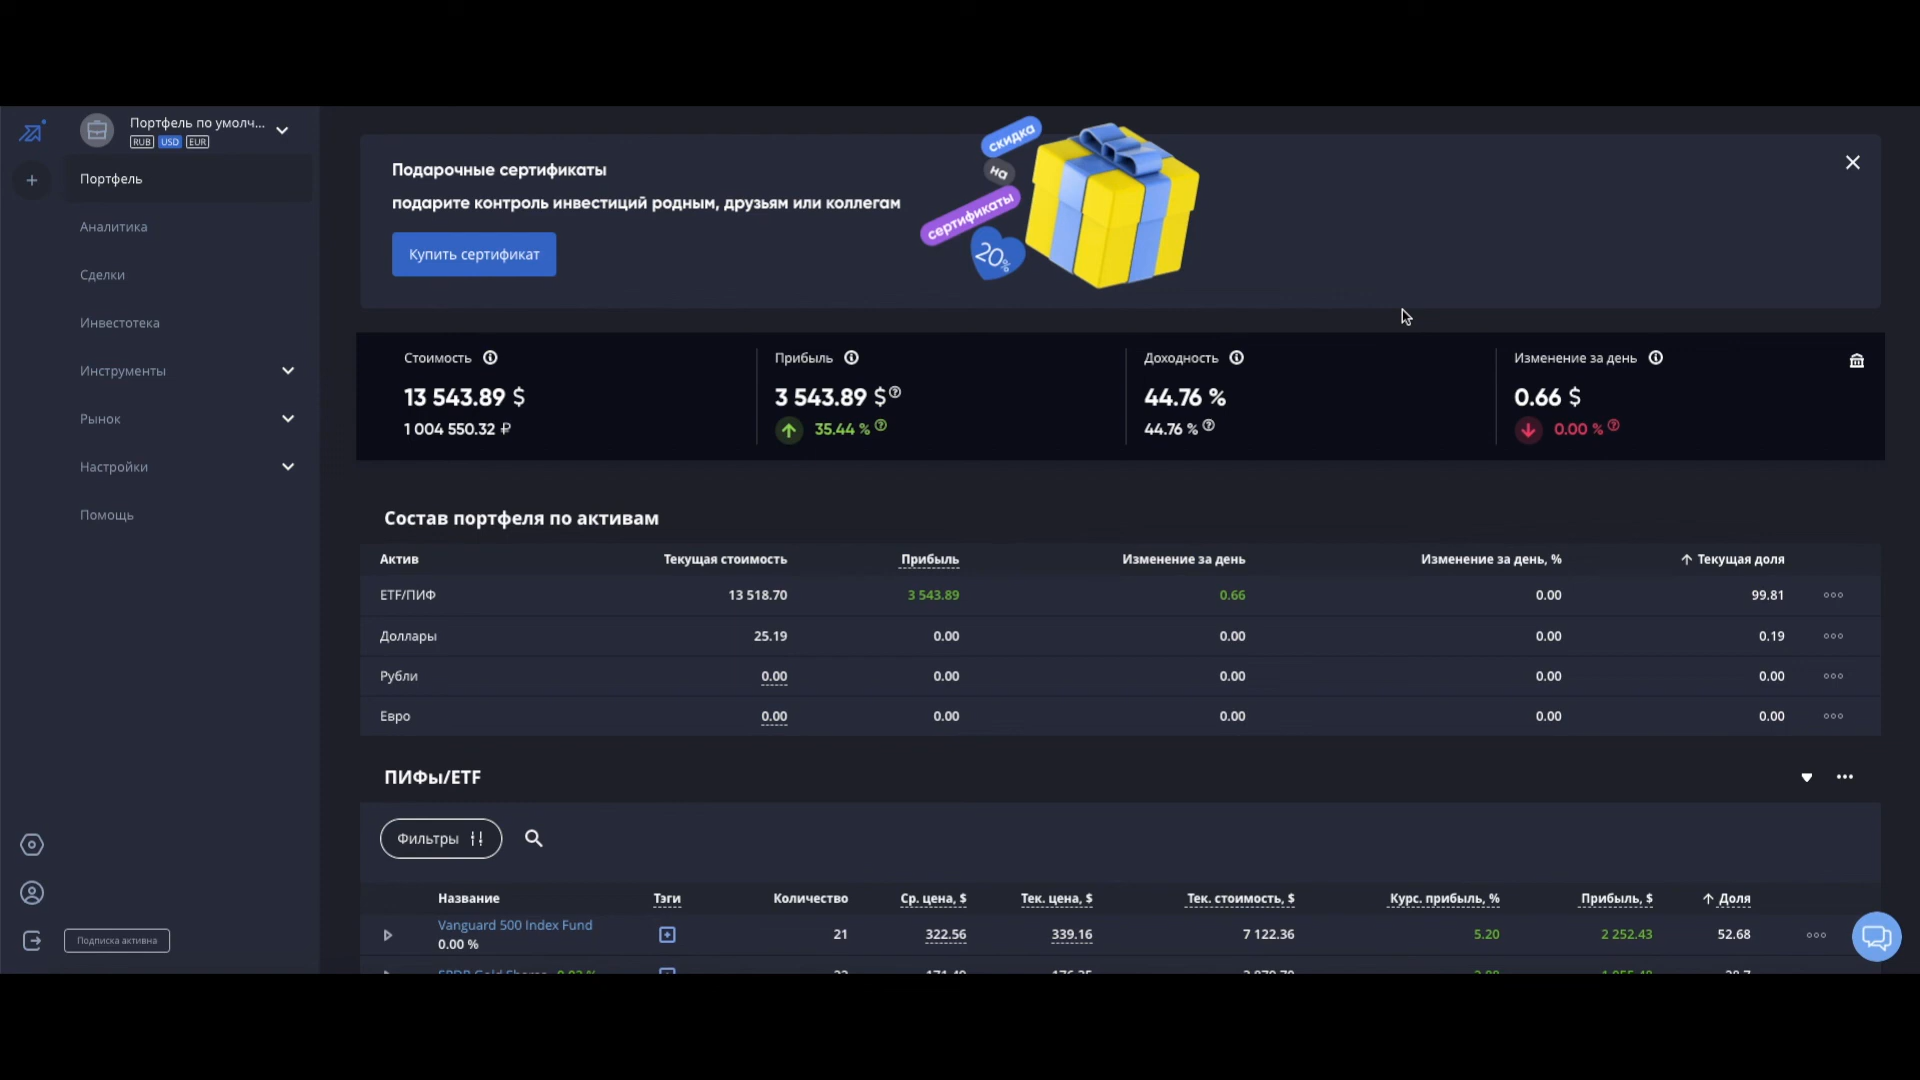 Портфель по умолч...
RUB USD EUR
Портфель
Аналитика
Сделки
Инвестотека
Инструменты
Рынок
Настройки
Помощь
Подписка активна
Подарочные сертификаты
подарите контроль инвестиций родным, друзьям или коллегам
Купить сертификат
скидка
на
сертификаты
20%
Стоимость
13 543.89 $
1 004 550.32 ₽
Прибыль
3 543.89 $
35.44 %
Доходность
44.76 %
44.76 %
Изменение за день
0.66 $
0.00 %
Состав портфеля по активам
Актив Текущая стоимость Прибыль Изменение за день Изменение за день, % Текущая доля
ETF/ПИФ 13 518.70 3 543.89 0.66 0.00 99.81
Доллары 25.19 0.00 0.00 0.00 0.19
Рубли 0.00 0.00 0.00 0.00 0.00
Евро 0.00 0.00 0.00 0.00 0.00
ПИФы/ETF
Фильтры
Название Тэги Количество Ср. цена, $ Тек. цена, $ Тек. стоимость, $ Курс. прибыль, % Прибыль, $ Доля
Vanguard 500 Index Fund
0.00 % 21 322.56 339.16 7 122.36 5.20 2 252.43 52.68